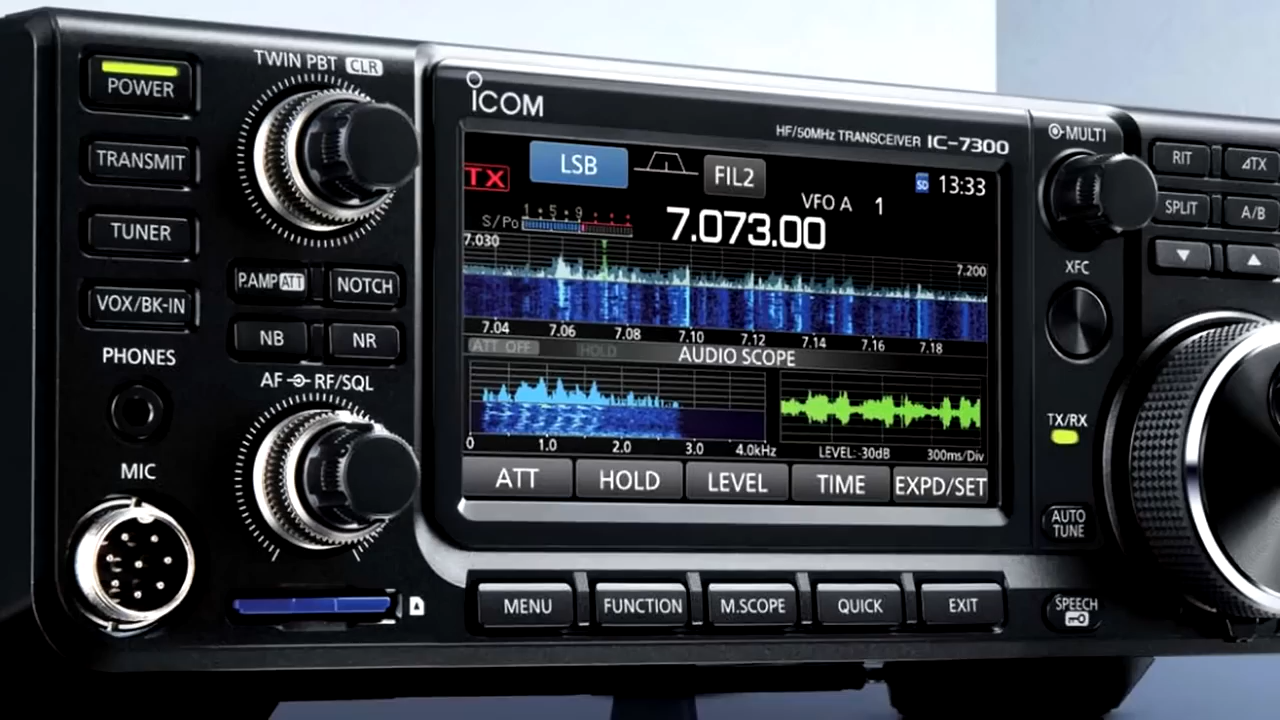 POWER
TRANSMIT
TUNER
VOX/BK-IN
PHONES
MIC
TWIN PBT CLR
P.AMP ATT
NOTCH
NB
NR
AF RF/SQL
ICOM
HF/50MHz TRANSCEIVER IC-7300
TX
LSB
FIL2
SD 13:33
VFO A 1
S/Po 1 5 9
7.073.00
7.030
7.200
7.04 7.06 7.08 7.10 7.12 7.14 7.16 7.18
ATT OFF
HOLD
AUDIO SCOPE
0 1.0 2.0 3.0 4.0kHz
LEVEL: -30dB 300ms/Div
ATT
HOLD
LEVEL
TIME
EXPD/SET
MENU
FUNCTION
M.SCOPE
QUICK
EXIT
MULTI
XFC
TX/RX
AUTO
TUNE
SPEECH
RIT
⊿TX
SPLIT
A/B
▼
▲